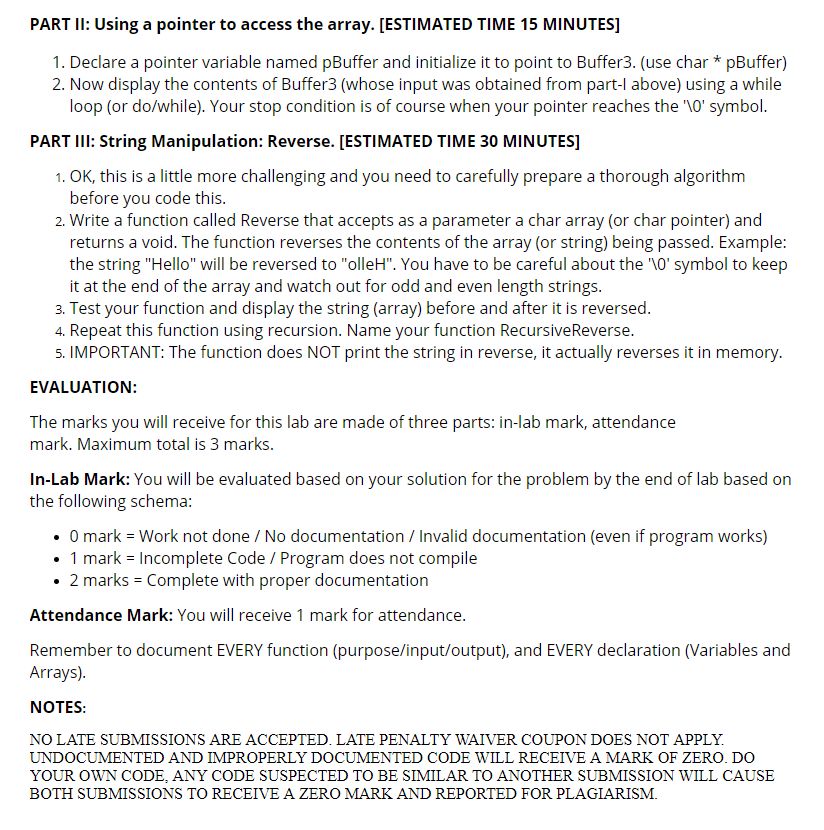 PART II: Using a pointer to access the array. [ESTIMATED TIME 15 MINUTES]
1. Declare a pointer variable named pBuffer and initialize it to point to Buffer3. (use char * pBuffer)
2. Now display the contents of Buffer3 (whose input was obtained from part-I above) using a while
loop (or do/while). Your stop condition is of course when your pointer reaches the '\0' symbol.
PART III: String Manipulation: Reverse. [ESTIMATED TIME 30 MINUTES]
1. OK, this is a little more challenging and you need to carefully prepare a thorough algorithm
before you code this.
2. Write a function called Reverse that accepts as a parameter a char array (or char pointer) and
returns a void. The function reverses the contents of the array (or string) being passed. Example:
the string "Hello" will be reversed to "olleH". You have to be careful about the '\0' symbol to keep
it at the end of the array and watch out for odd and even length strings.
3. Test your function and display the string (array) before and after it is reversed.
4. Repeat this function using recursion. Name your function RecursiveReverse.
5. IMPORTANT: The function does NOT print the string in reverse, it actually reverses it in memory.
EVALUATION:
The marks you will receive for this lab are made of three parts: in-lab mark, attendance
mark. Maximum total is 3 marks.
In-Lab Mark: You will be evaluated based on your solution for the problem by the end of lab based on
the following schema:
• 0 mark = Work not done / No documentation / Invalid documentation (even if program works)
• 1 mark = Incomplete Code / Program does not compile
• 2 marks = Complete with proper documentation
Attendance Mark: You will receive 1 mark for attendance.
Remember to document EVERY function (purpose/input/output), and EVERY declaration (Variables and
Arrays).
NOTES:
NO LATE SUBMISSIONS ARE ACCEPTED. LATE PENALTY WAIVER COUPON DOES NOT APPLY.
UNDOCUMENTED AND IMPROPERLY DOCUMENTED CODE WILL RECEIVE A MARK OF ZERO. DO
YOUR OWN CODE, ANY CODE SUSPECTED TO BE SIMILAR TO ANOTHER SUBMISSION WILL CAUSE
BOTH SUBMISSIONS TO RECEIVE A ZERO MARK AND REPORTED FOR PLAGIARISM.